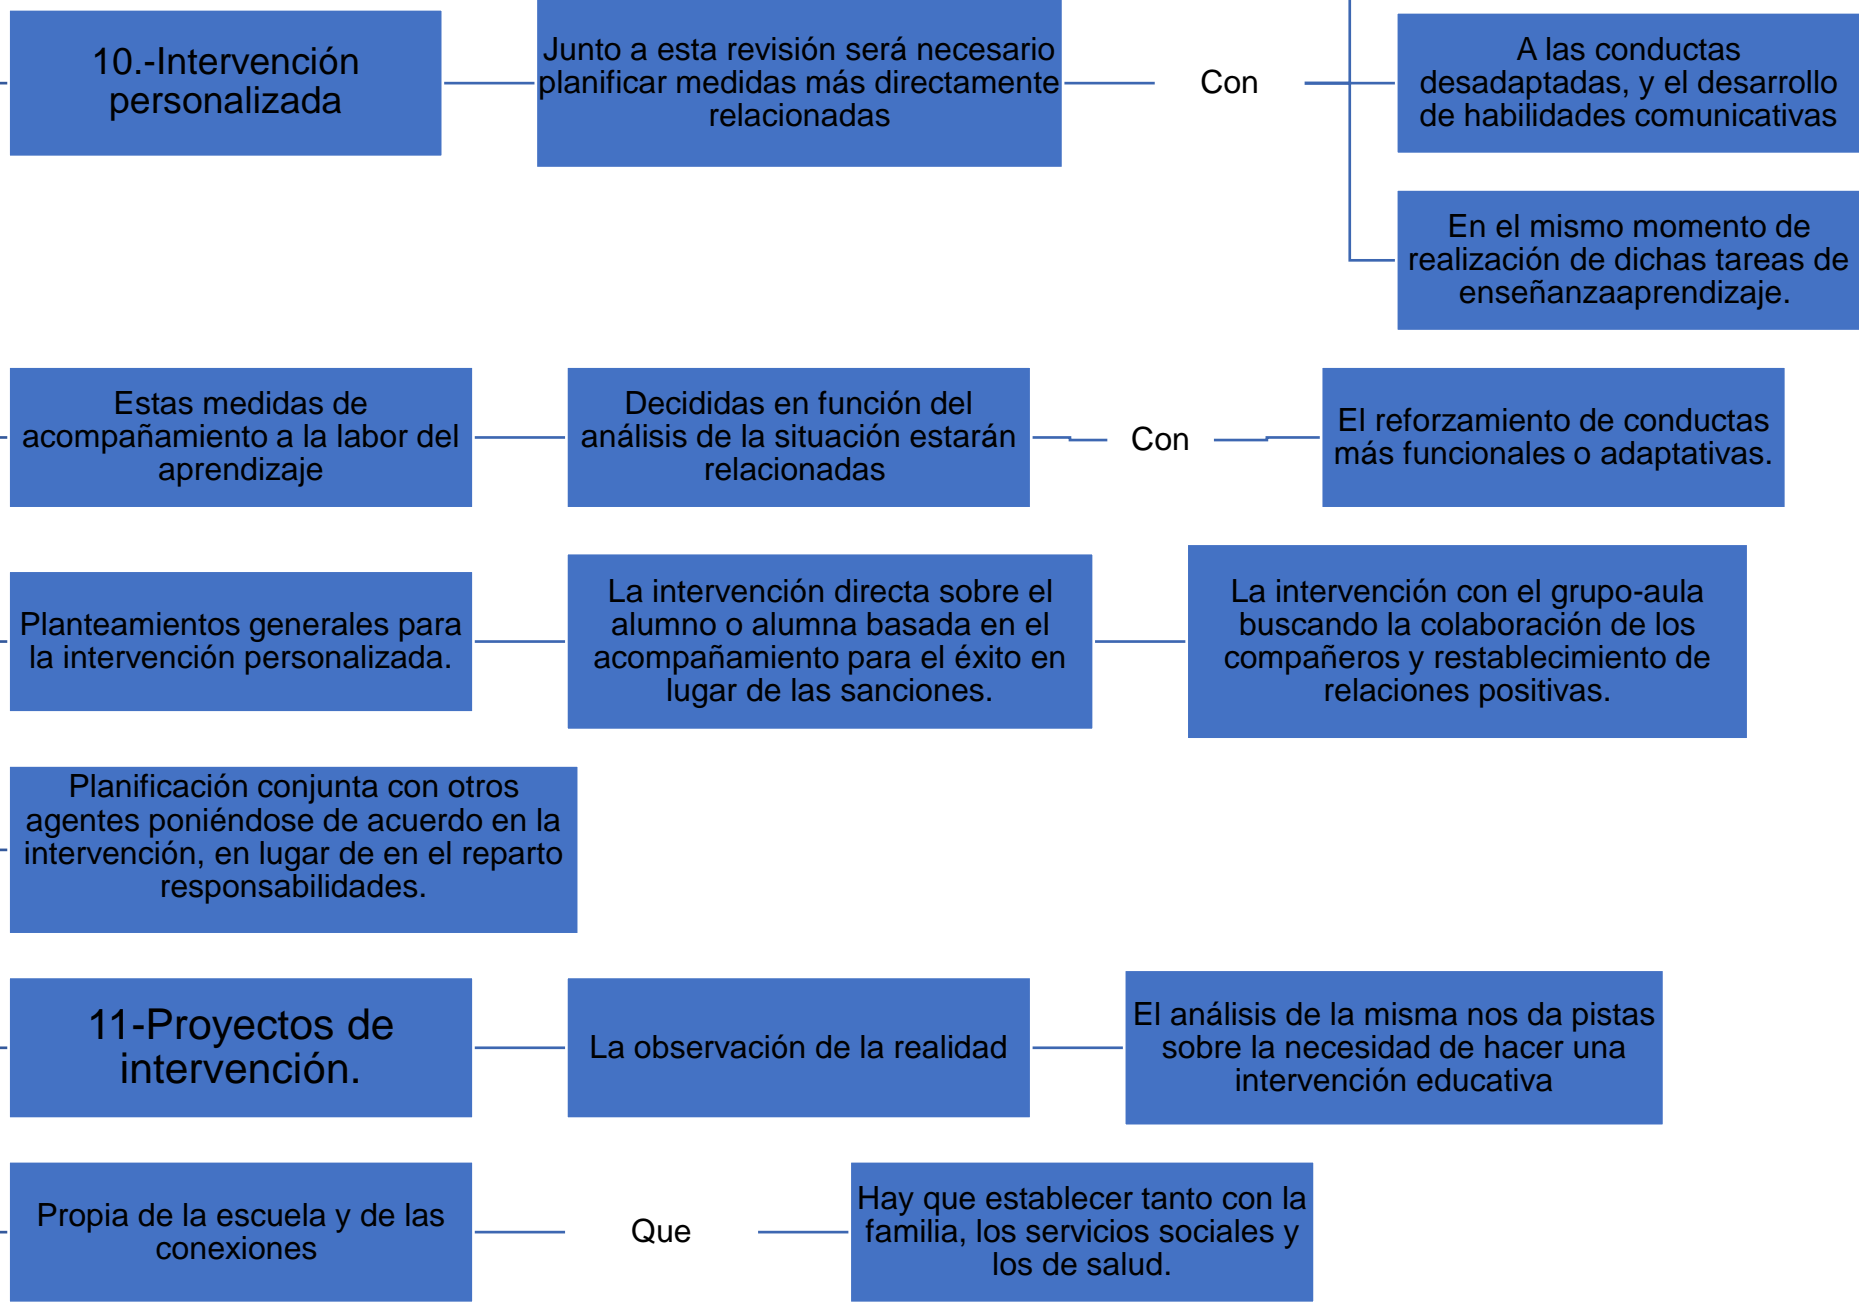 10.-Intervención
personalizada
Junto a esta revisión será necesario
planificar medidas más directamente
relacionadas
Con
A las conductas
desadaptadas, y el desarrollo
de habilidades comunicativas
En el mismo momento de
realización de dichas tareas de
enseñanzaaprendizaje.
Estas medidas de
acompañamiento a la labor del
aprendizaje
Decididas en función del
análisis de la situación estarán
relacionadas
Con
El reforzamiento de conductas
más funcionales o adaptativas.
Planteamientos generales para
la intervención personalizada.
La intervención directa sobre el
alumno o alumna basada en el
acompañamiento para el éxito en
lugar de las sanciones.
La intervención con el grupo-aula
buscando la colaboración de los
compañeros y restablecimiento de
relaciones positivas.
Planificación conjunta con otros
agentes poniéndose de acuerdo en la
intervención, en lugar de en el reparto
responsabilidades.
11-Proyectos de
intervención.
La observación de la realidad
El análisis de la misma nos da pistas
sobre la necesidad de hacer una
intervención educativa
Propia de la escuela y de las
conexiones
Que
Hay que establecer tanto con la
familia, los servicios sociales y
los de salud.